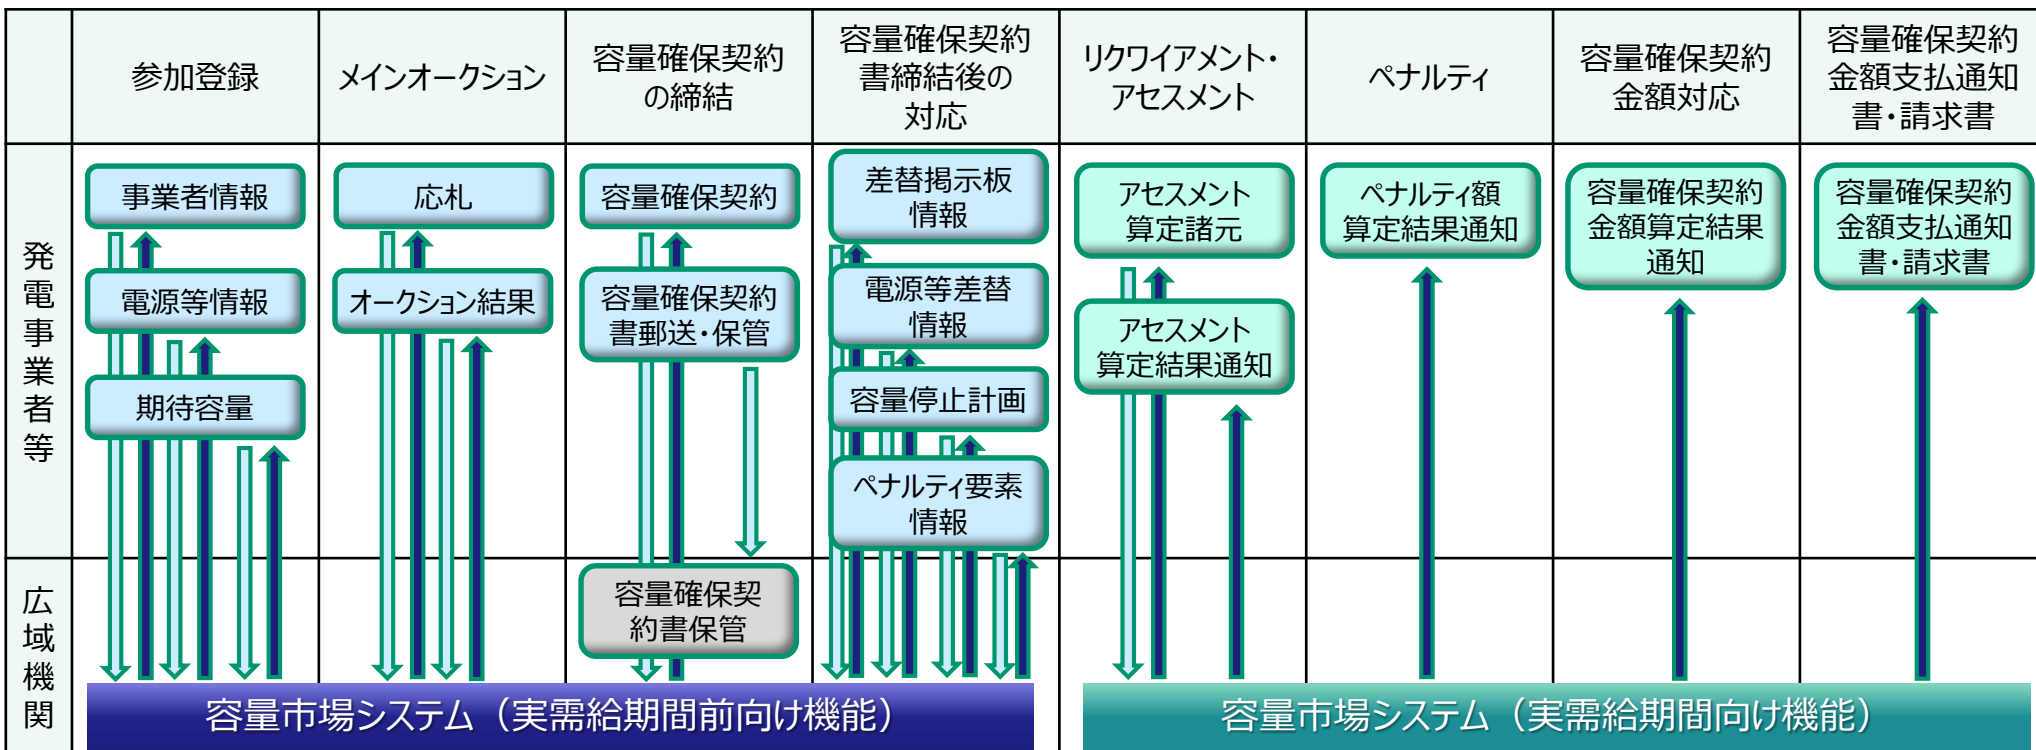 参加登録
メインオークション
容量確保契約
の締結
容量確保契約
書締結後の
対応
リクワイアメント・
アセスメント
ペナルティ
容量確保契約
金額対応
容量確保契約
金額支払通知
書・請求書
発電事業者等
事業者情報
電源等情報
期待容量
応札
オークション結果
容量確保契約
容量確保契約
書郵送・保管
差替掲示板
情報
電源等差替
情報
容量停止計画
ペナルティ要素
情報
アセスメント
算定諸元
アセスメント
算定結果通知
ペナルティ額
算定結果通知
容量確保契約
金額算定結果
通知
容量確保契約
金額支払通知
書・請求書
広域機関
容量確保契
約書保管
容量市場システム（実需給期間前向け機能）
容量市場システム（実需給期間向け機能）